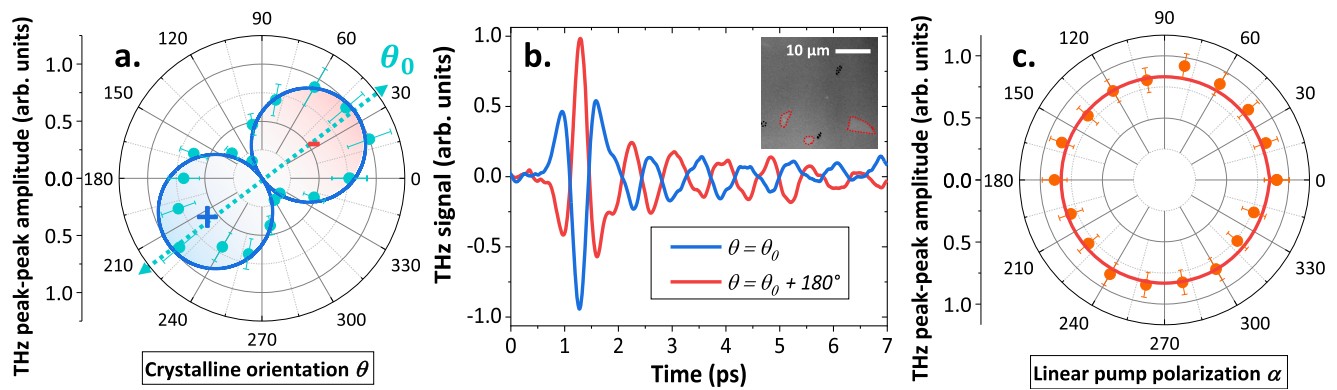 a.
THz peak-peak amplitude (arb. units)
1.0
0.5
0.0
0.5
1.0
90
60
30
0
330
300
270
240
210
180
150
120
θ₀
-
+
Crystalline orientation θ
b.
THz signal (arb. units)
1.0
0.5
0.0
-0.5
-1.0
10 μm
θ = θ₀
θ = θ₀ + 180°
0 1 2 3 4 5 6 7
Time (ps)
c.
THz peak-peak amplitude (arb. units)
1.0
0.5
0.0
0.5
1.0
90
60
30
0
330
300
270
240
210
180
150
120
Linear pump polarization α